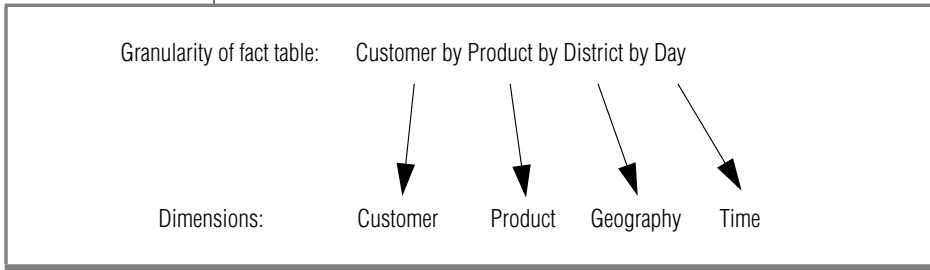 Granularity of fact table: Customer by Product by District by Day
Dimensions: Customer Product Geography Time